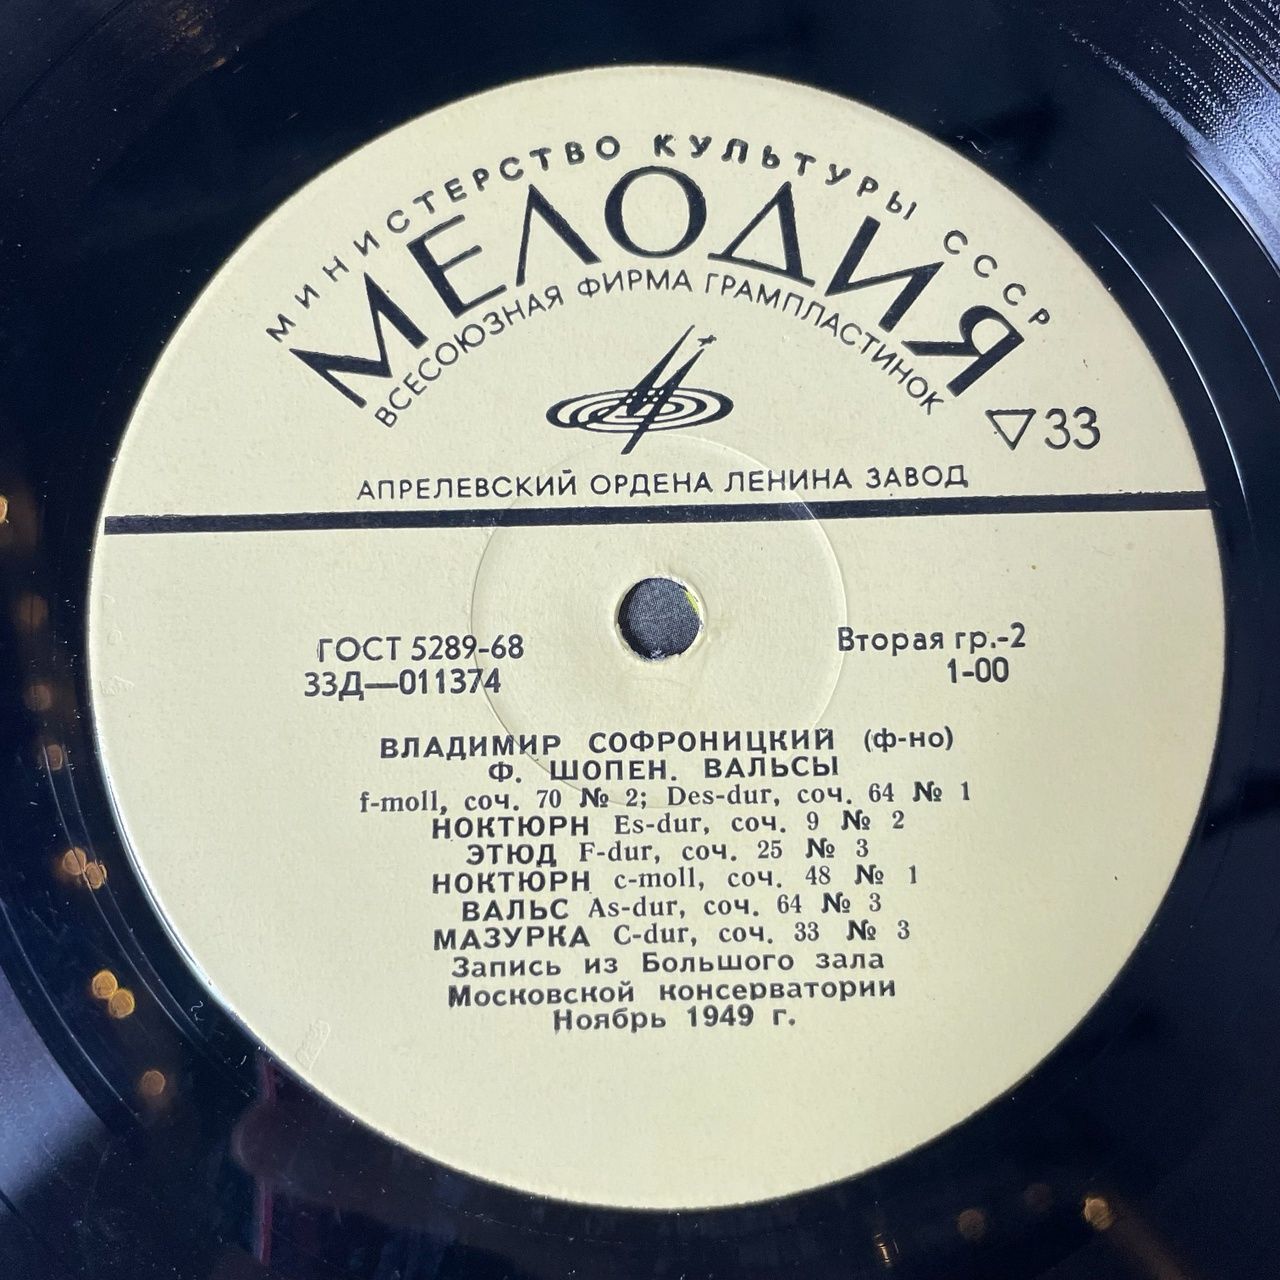 МИНИСТЕРСТВО КУЛЬТУРЫ СССР
МЕЛОДИЯ
ВСЕСОЮЗНАЯ ФИРМА ГРАМПЛАСТИНОК
33
АПРЕЛЕВСКИЙ ОРДЕНА ЛЕНИНА ЗАВОД
ГОСТ 5289-68
Вторая гр.-2
33Д—011374
1-00
ВЛАДИМИР СОФРОНИЦКИЙ (ф-но)
Ф. ШОПЕН. ВАЛЬСЫ
f-moll, соч. 70 № 2; Des-dur, соч. 64 № 1
НОКТЮРН Es-dur, соч. 9 № 2
ЭТЮД F-dur, соч. 25 № 3
НОКТЮРН c-moll, соч. 48 № 1
ВАЛЬС As-dur, соч. 64 № 3
МАЗУРКА C-dur, соч. 33 № 3
Запись из Большого зала
Московской консерватории
Ноябрь 1949 г.